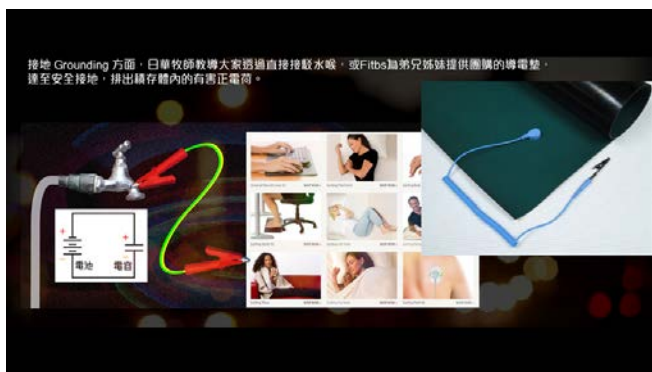 接地 Grounding 方面，日華牧師教導大家透過直接接駁水喉，或Fitbs為弟兄姊妹提供團購的導電墊，
達至安全接地，排出積存體內的有害正電荷。
+ +
− −
電池 電容